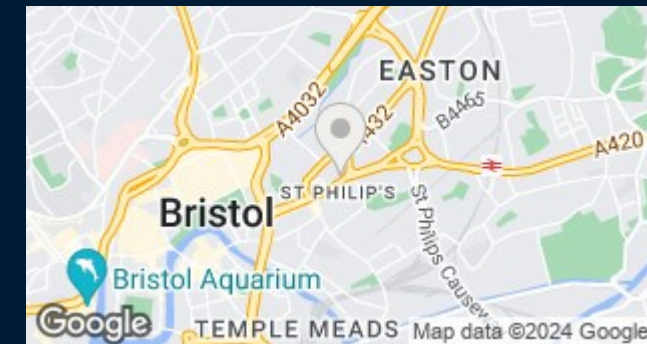 EASTON
A4032
A432
B4465
A420
ST PHILIP'S
Bristol
St Philips Causeway
Bristol Aquarium
Google
TEMPLE MEADS
Map data ©2024 Google